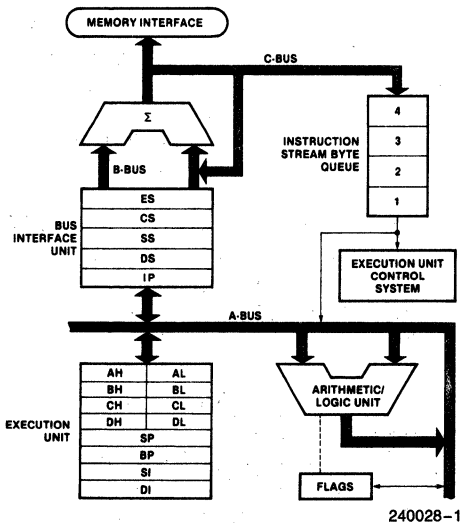 MEMORY INTERFACE
C-BUS
Σ
B-BUS
INSTRUCTION
STREAM BYTE
QUEUE
4
3
2
1
BUS
INTERFACE
UNIT
ES
CS
SS
DS
IP
EXECUTION UNIT
CONTROL
SYSTEM
A-BUS
EXECUTION
UNIT
AH AL
BH BL
CH CL
DH DL
SP
BP
SI
DI
ARITHMETIC/
LOGIC UNIT
FLAGS
240028–1